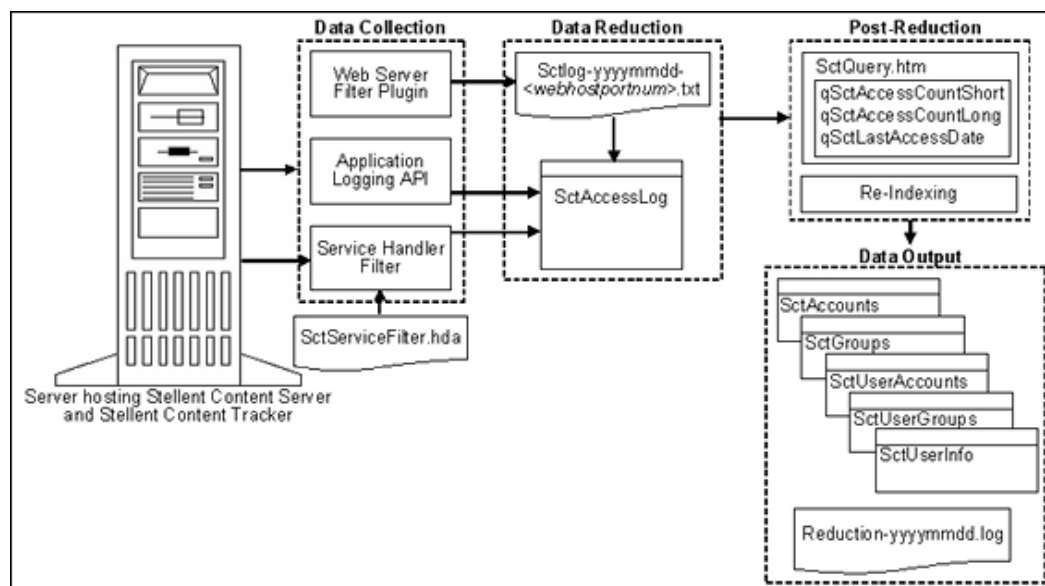 Data Collection
Web Server
Filter Plugin
Application
Logging API
Service Handler
Filter
SctServiceFilter.hda
Server hosting Stellent Content Server
and Stellent Content Tracker
Data Reduction
Sctlog-yyyymmdd-
<webhostportnum>.txt
SctAccessLog
Post-Reduction
SctQuery.htm
qSctAccessCountShort
qSctAccessCountLong
qSctLastAccessDate
Re-Indexing
Data Output
SctAccounts
SctGroups
SctUserAccounts
SctUserGroups
SctUserInfo
Reduction-yyyymmdd.log